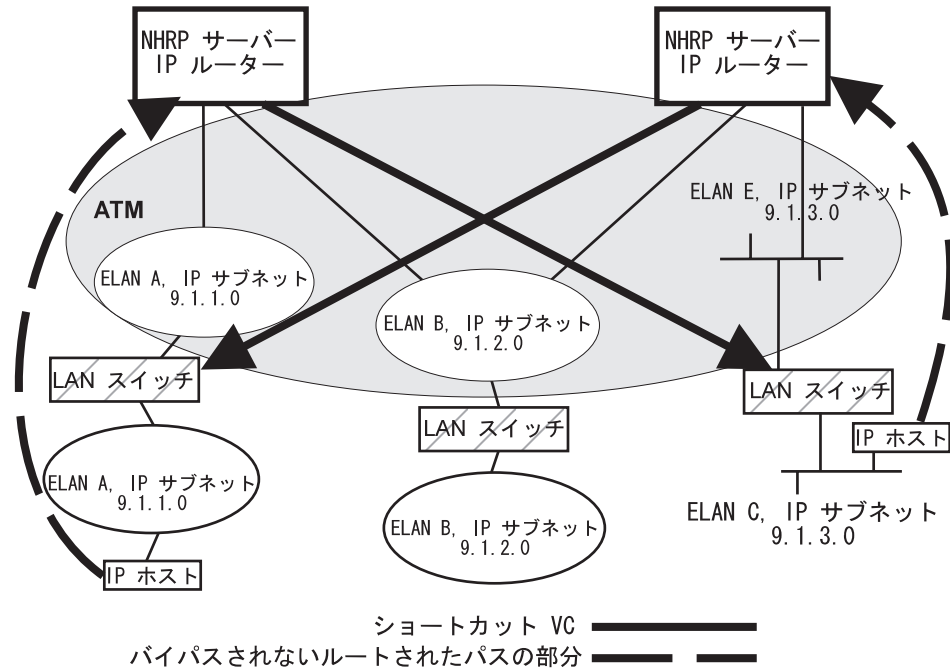 NHRP サーバー
IP ルーター
NHRP サーバー
IP ルーター
ATM
ELAN E, IP サブネット
9.1.3.0
ELAN A, IP サブネット
9.1.1.0
ELAN B, IP サブネット
9.1.2.0
LAN スイッチ
LAN スイッチ
LAN スイッチ
IP ホスト
ELAN A, IP サブネット
9.1.1.0
ELAN B, IP サブネット
9.1.2.0
ELAN C, IP サブネット
9.1.3.0
IP ホスト
ショートカット VC
バイパスされないルートされたパスの部分